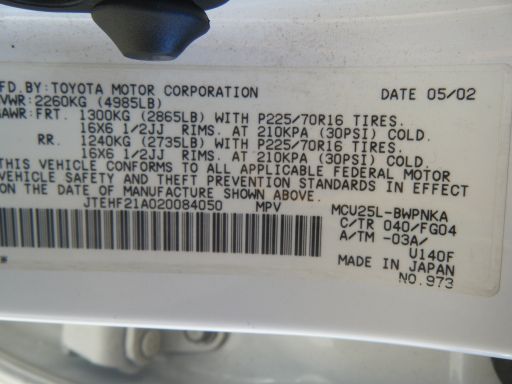 MFD.BY:TOYOTA MOTOR CORPORATION DATE 05/02
GVWR: 2260KG (4985LB)
GAWR: FRT. 1300KG (2865LB) WITH P225/70R16 TIRES.
16X6 1/2JJ RIMS. AT 210KPA (30PSI) COLD.
RR. 1240KG (2735LB) WITH P225/70R16 TIRES.
16X6 1/2JJ RIMS. AT 210KPA (30PSI) COLD.
THIS VEHICLE CONFORMS TO ALL APPLICABLE FEDERAL MOTOR
VEHICLE SAFETY AND THEFT PREVENTION STANDARDS IN EFFECT
ON THE DATE OF MANUFACTURE SHOWN ABOVE.
JTEHF21A020084050 MPV MCU25L-BWPNKA
C/TR 040/FG04
A/TM -03A/
U140F
MADE IN JAPAN
NO.973